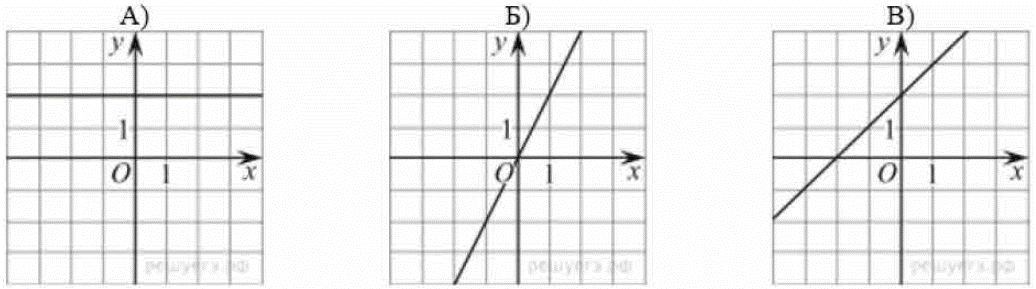 А) Б) В)
y y y
1 1 1
O 1 x O 1 x O 1 x